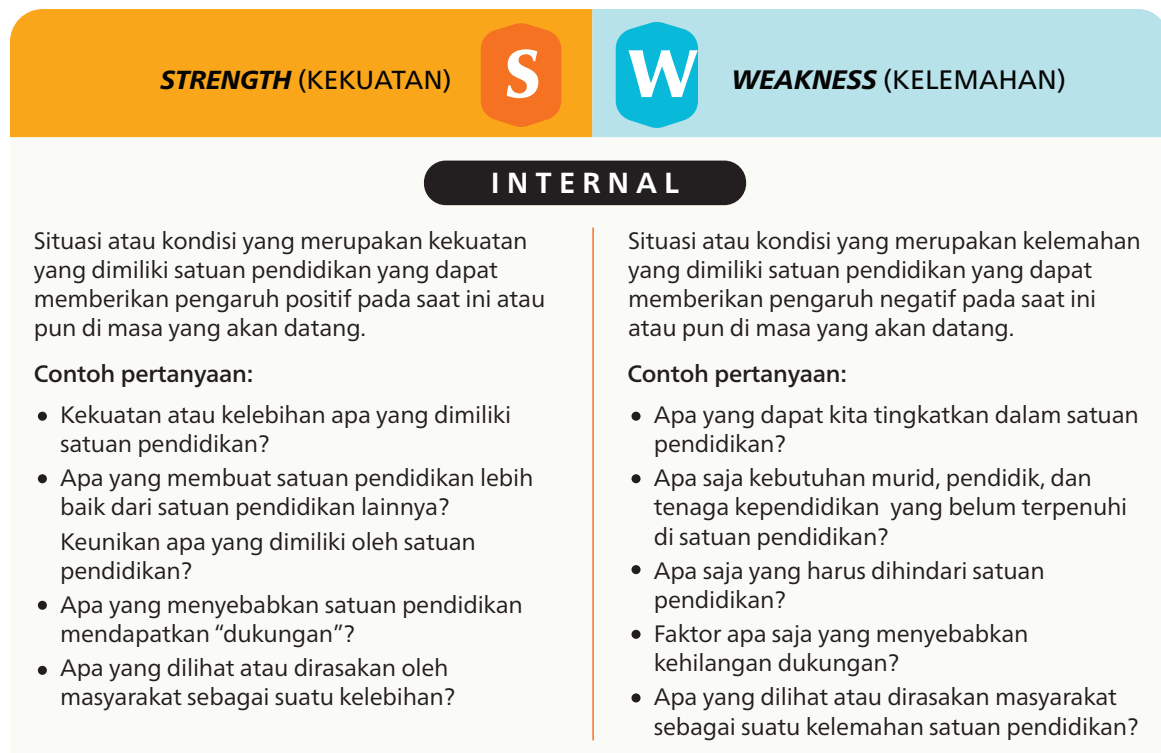 STRENGTH (KEKUATAN)
S
W
WEAKNESS (KELEMAHAN)
INTERNAL
Situasi atau kondisi yang merupakan kekuatan
yang dimiliki satuan pendidikan yang dapat
memberikan pengaruh positif pada saat ini atau
pun di masa yang akan datang.
Contoh pertanyaan:
• Kekuatan atau kelebihan apa yang dimiliki
satuan pendidikan?
• Apa yang membuat satuan pendidikan lebih
baik dari satuan pendidikan lainnya?
Keunikan apa yang dimiliki oleh satuan
pendidikan?
• Apa yang menyebabkan satuan pendidikan
mendapatkan “dukungan”?
• Apa yang dilihat atau dirasakan oleh
masyarakat sebagai suatu kelebihan?
Situasi atau kondisi yang merupakan kelemahan
yang dimiliki satuan pendidikan yang dapat
memberikan pengaruh negatif pada saat ini
atau pun di masa yang akan datang.
Contoh pertanyaan:
• Apa yang dapat kita tingkatkan dalam satuan
pendidikan?
• Apa saja kebutuhan murid, pendidik, dan
tenaga kependidikan yang belum terpenuhi
di satuan pendidikan?
• Apa saja yang harus dihindari satuan
pendidikan?
• Faktor apa saja yang menyebabkan
kehilangan dukungan?
• Apa yang dilihat atau dirasakan masyarakat
sebagai suatu kelemahan satuan pendidikan?